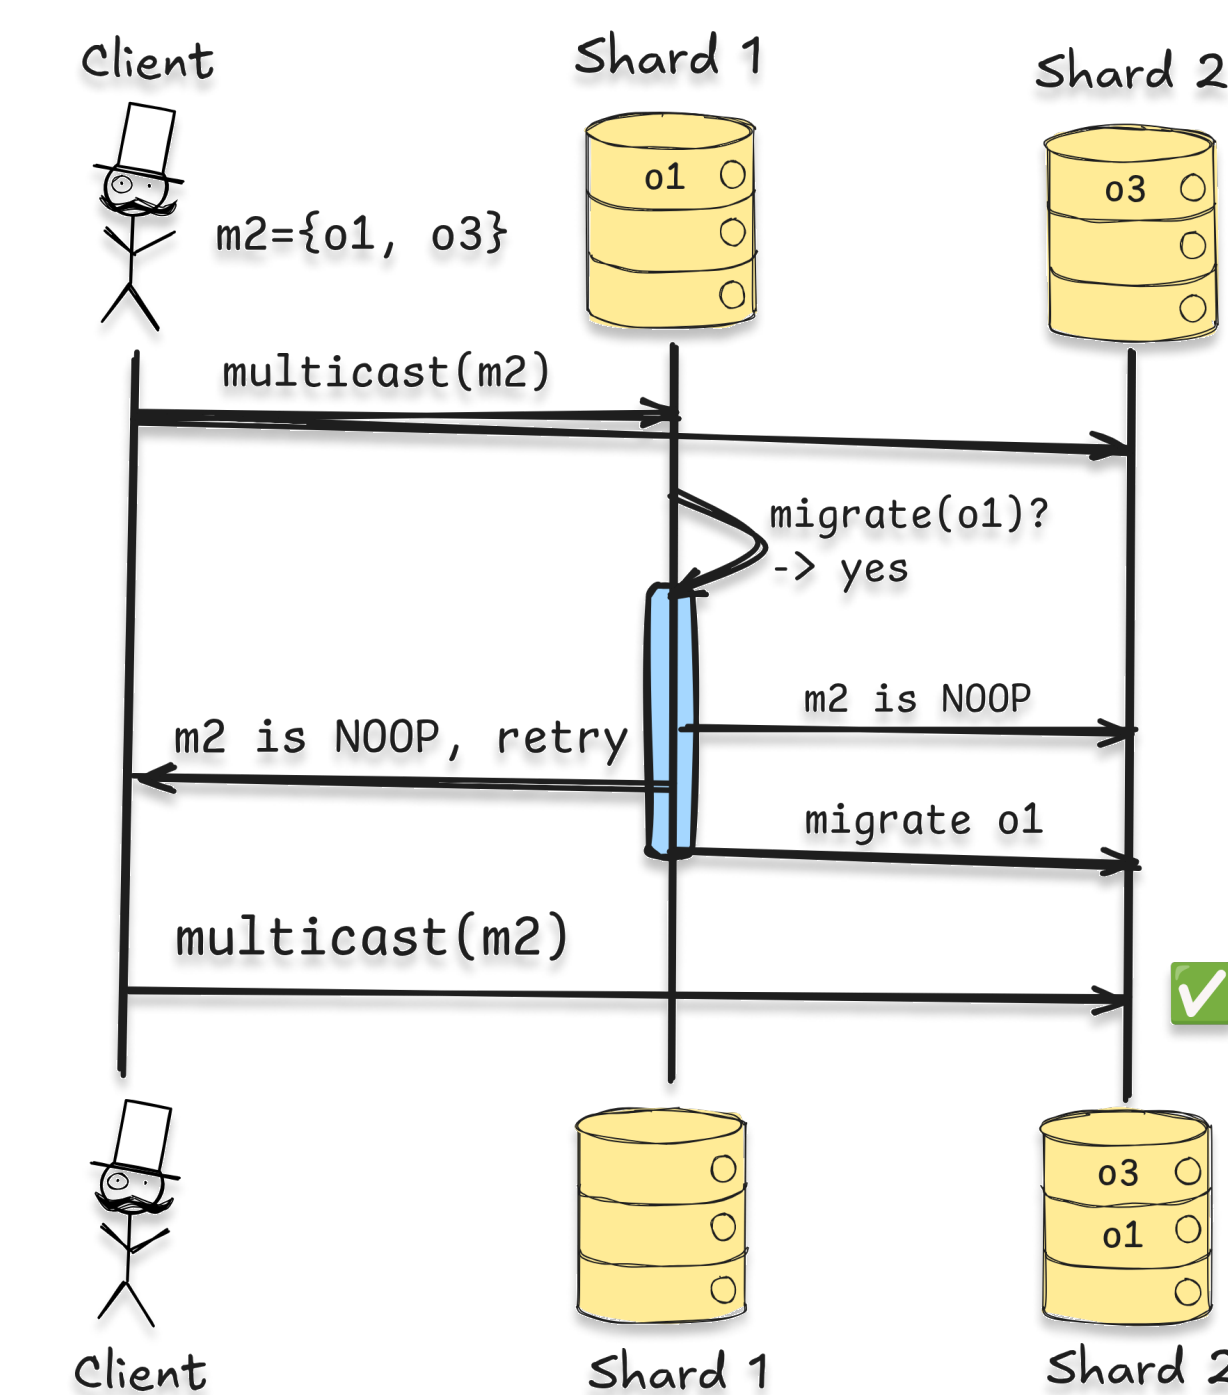 Client
Shard 1
Shard 2
o1
o3
m2={o1, o3}
multicast(m2)
migrate(o1)?
-> yes
m2 is NOOP
m2 is NOOP, retry
migrate o1
multicast(m2)
o3
o1
Client
Shard 1
Shard 2